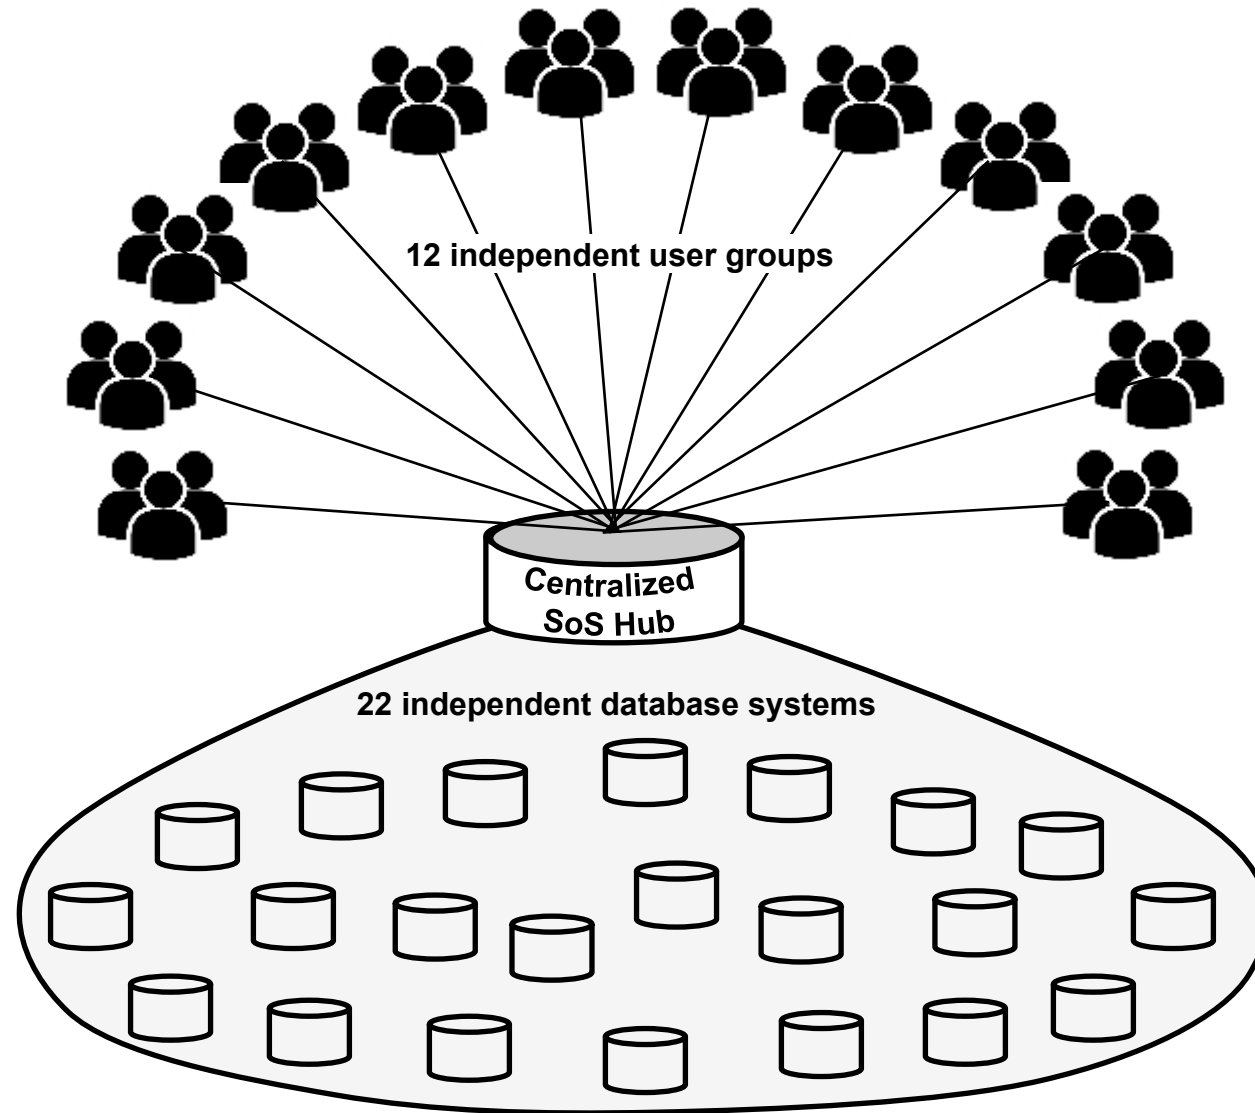 12 independent user groups
Centralized
SoS Hub
22 independent database systems